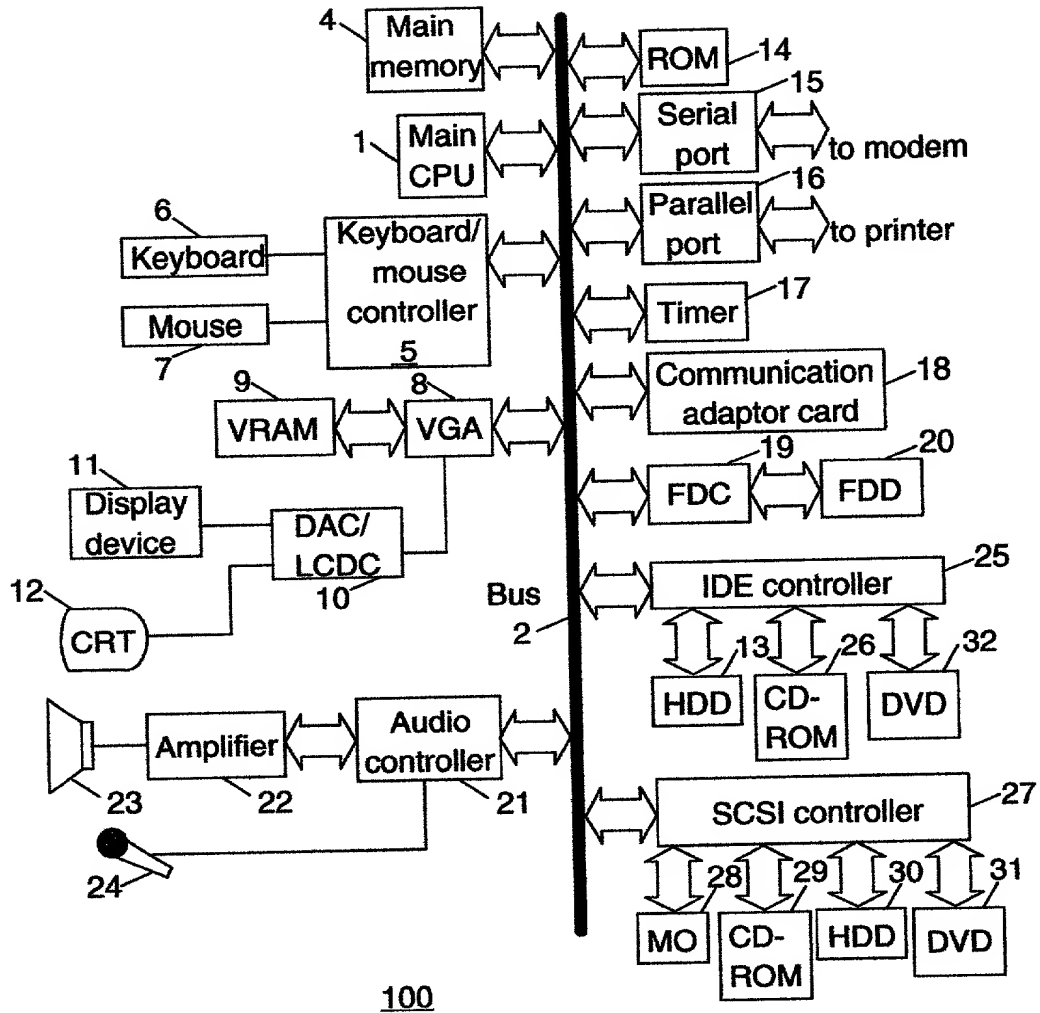 4
Main
memory
ROM
14
15
Serial
port
to modem
1
Main
CPU
16
Parallel
port
to printer
6
Keyboard
Keyboard/
mouse
controller
5
Mouse
7
17
Timer
Communication
adaptor card
18
9
VRAM
8
VGA
19
FDC
20
FDD
11
Display
device
DAC/
LCDC
10
12
CRT
Bus
2
IDE controller
25
13
HDD
26
CD-
ROM
32
DVD
23
Amplifier
22
Audio
controller
21
24
SCSI controller
27
28
MO
29
CD-
ROM
30
HDD
31
DVD
100